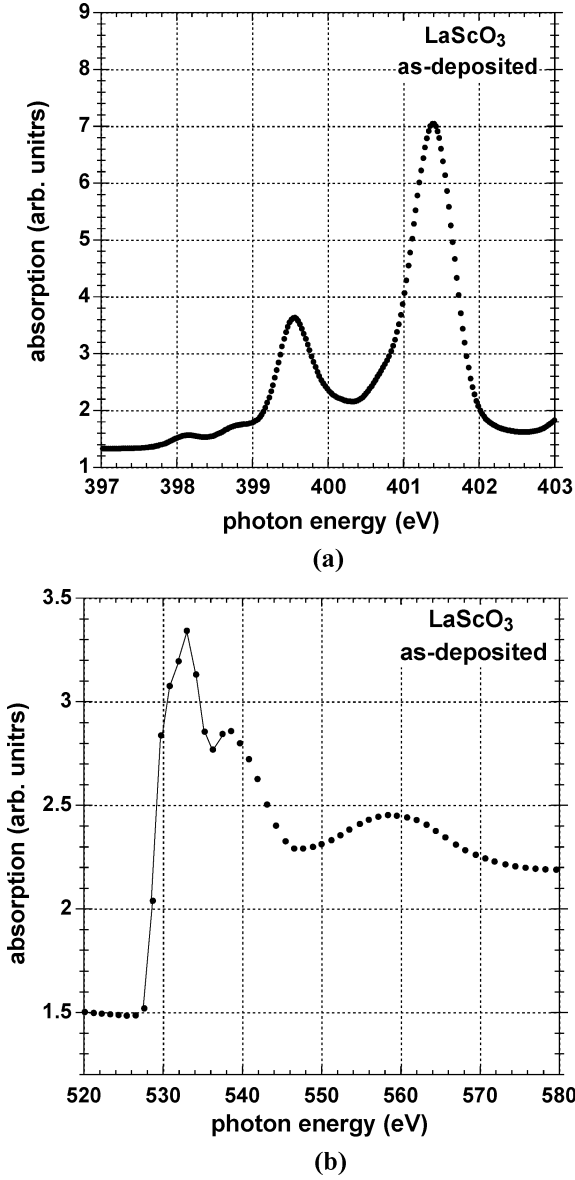 9
8
7
6
5
4
3
2
1
absorption (arb. unitrs)
LaScO₃
as-deposited
397 398 399 400 401 402 403
photon energy (eV)
(a)
3.5
3
2.5
2
1.5
absorption (arb. unitrs)
LaScO₃
as-deposited
520 530 540 550 560 570 580
photon energy (eV)
(b)